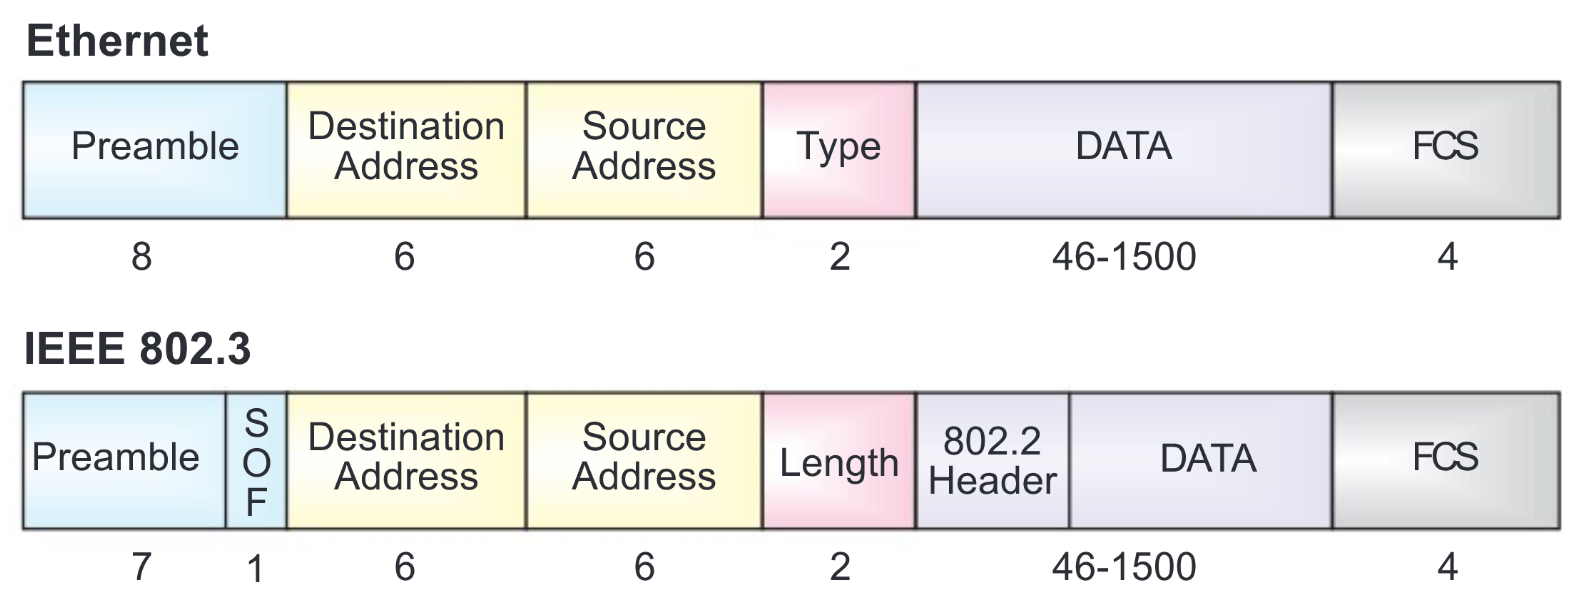 Ethernet
Preamble
Destination
Address
Source
Address
Type
DATA
FCS
8
6
6
2
46-1500
4
IEEE 802.3
Preamble
S
O
F
Destination
Address
Source
Address
Length
802.2
Header
DATA
FCS
7
1
6
6
2
46-1500
4